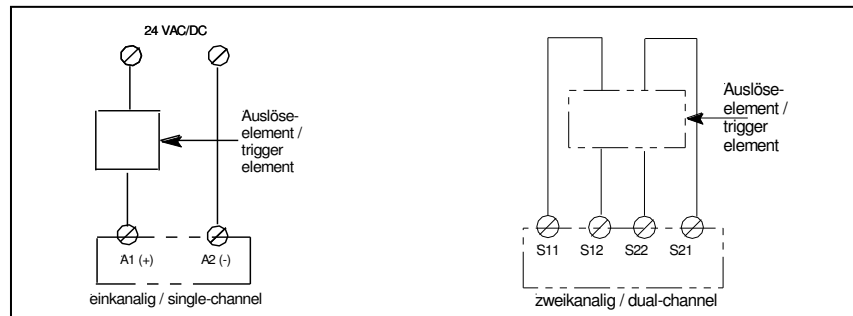 24 VAC/DC
Auslöse-
element /
trigger
element
A1 (+)
A2 (-)
einkanalig / single-channel
Auslöse-
element /
trigger
element
S11
S12
S22
S21
zweikanalig / dual-channel